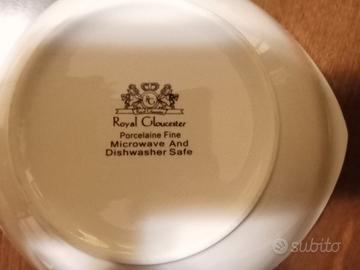 Royal Gloucester
Porcelaine Fine
Microwave And
Dishwasher Safe
subito